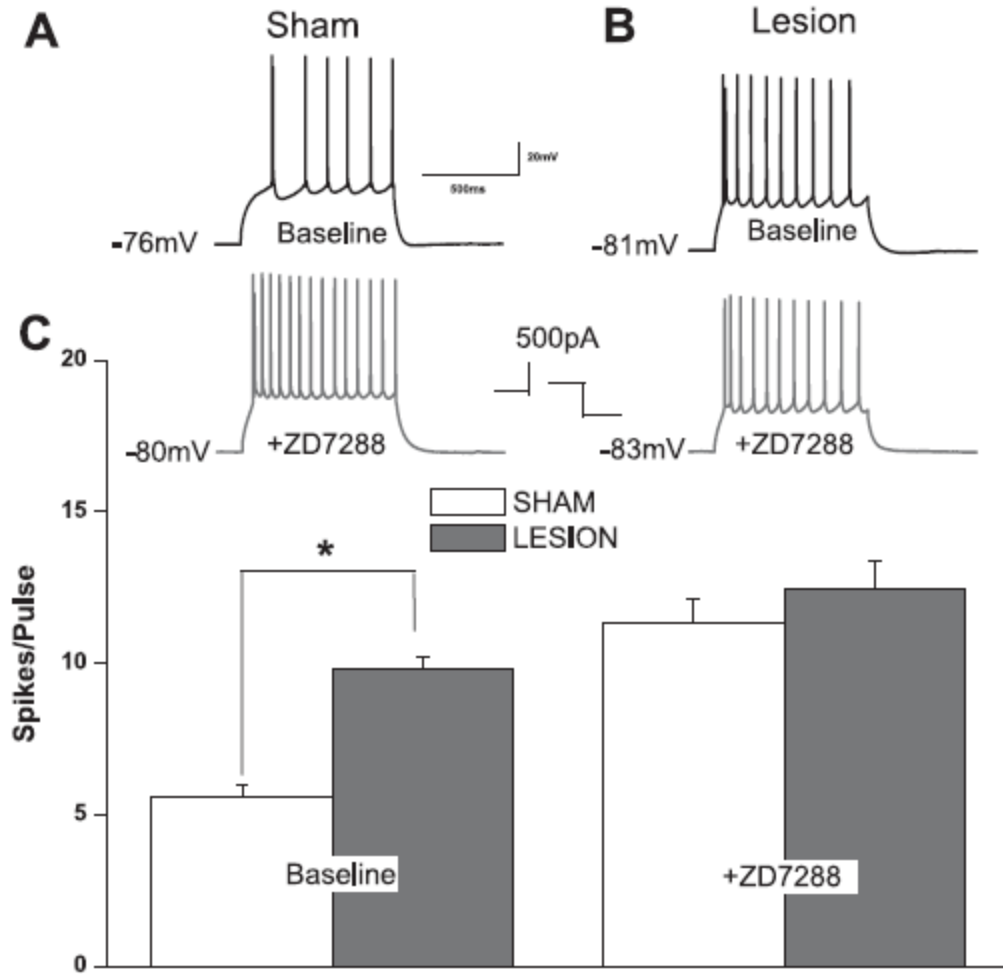 A
Sham
B
Lesion
20mV
500ms
Baseline
-76mV
Baseline
-81mV
C
500pA
+ZD7288
-80mV
+ZD7288
-83mV
SHAM
LESION
*
Spikes/Pulse
20
15
10
5
0
Baseline
+ZD7288